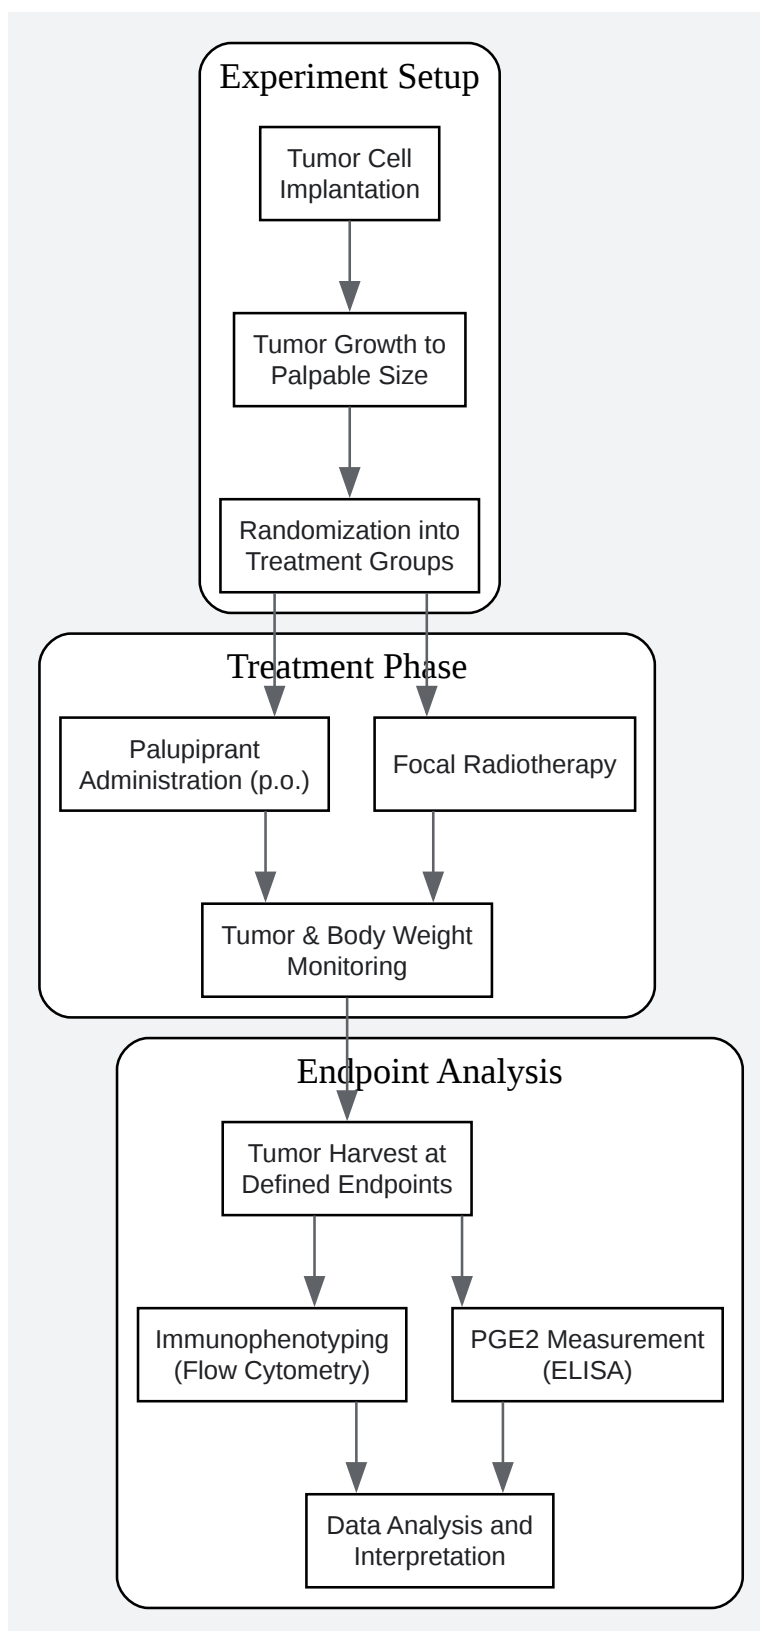 Experiment Setup
Tumor Cell
Implantation
Tumor Growth to
Palpable Size
Randomization into
Treatment Groups
Treatment Phase
Palupiprant
Administration (p.o.)
Focal Radiotherapy
Tumor & Body Weight
Monitoring
Endpoint Analysis
Tumor Harvest at
Defined Endpoints
Immunophenotyping
(Flow Cytometry)
PGE2 Measurement
(ELISA)
Data Analysis and
Interpretation